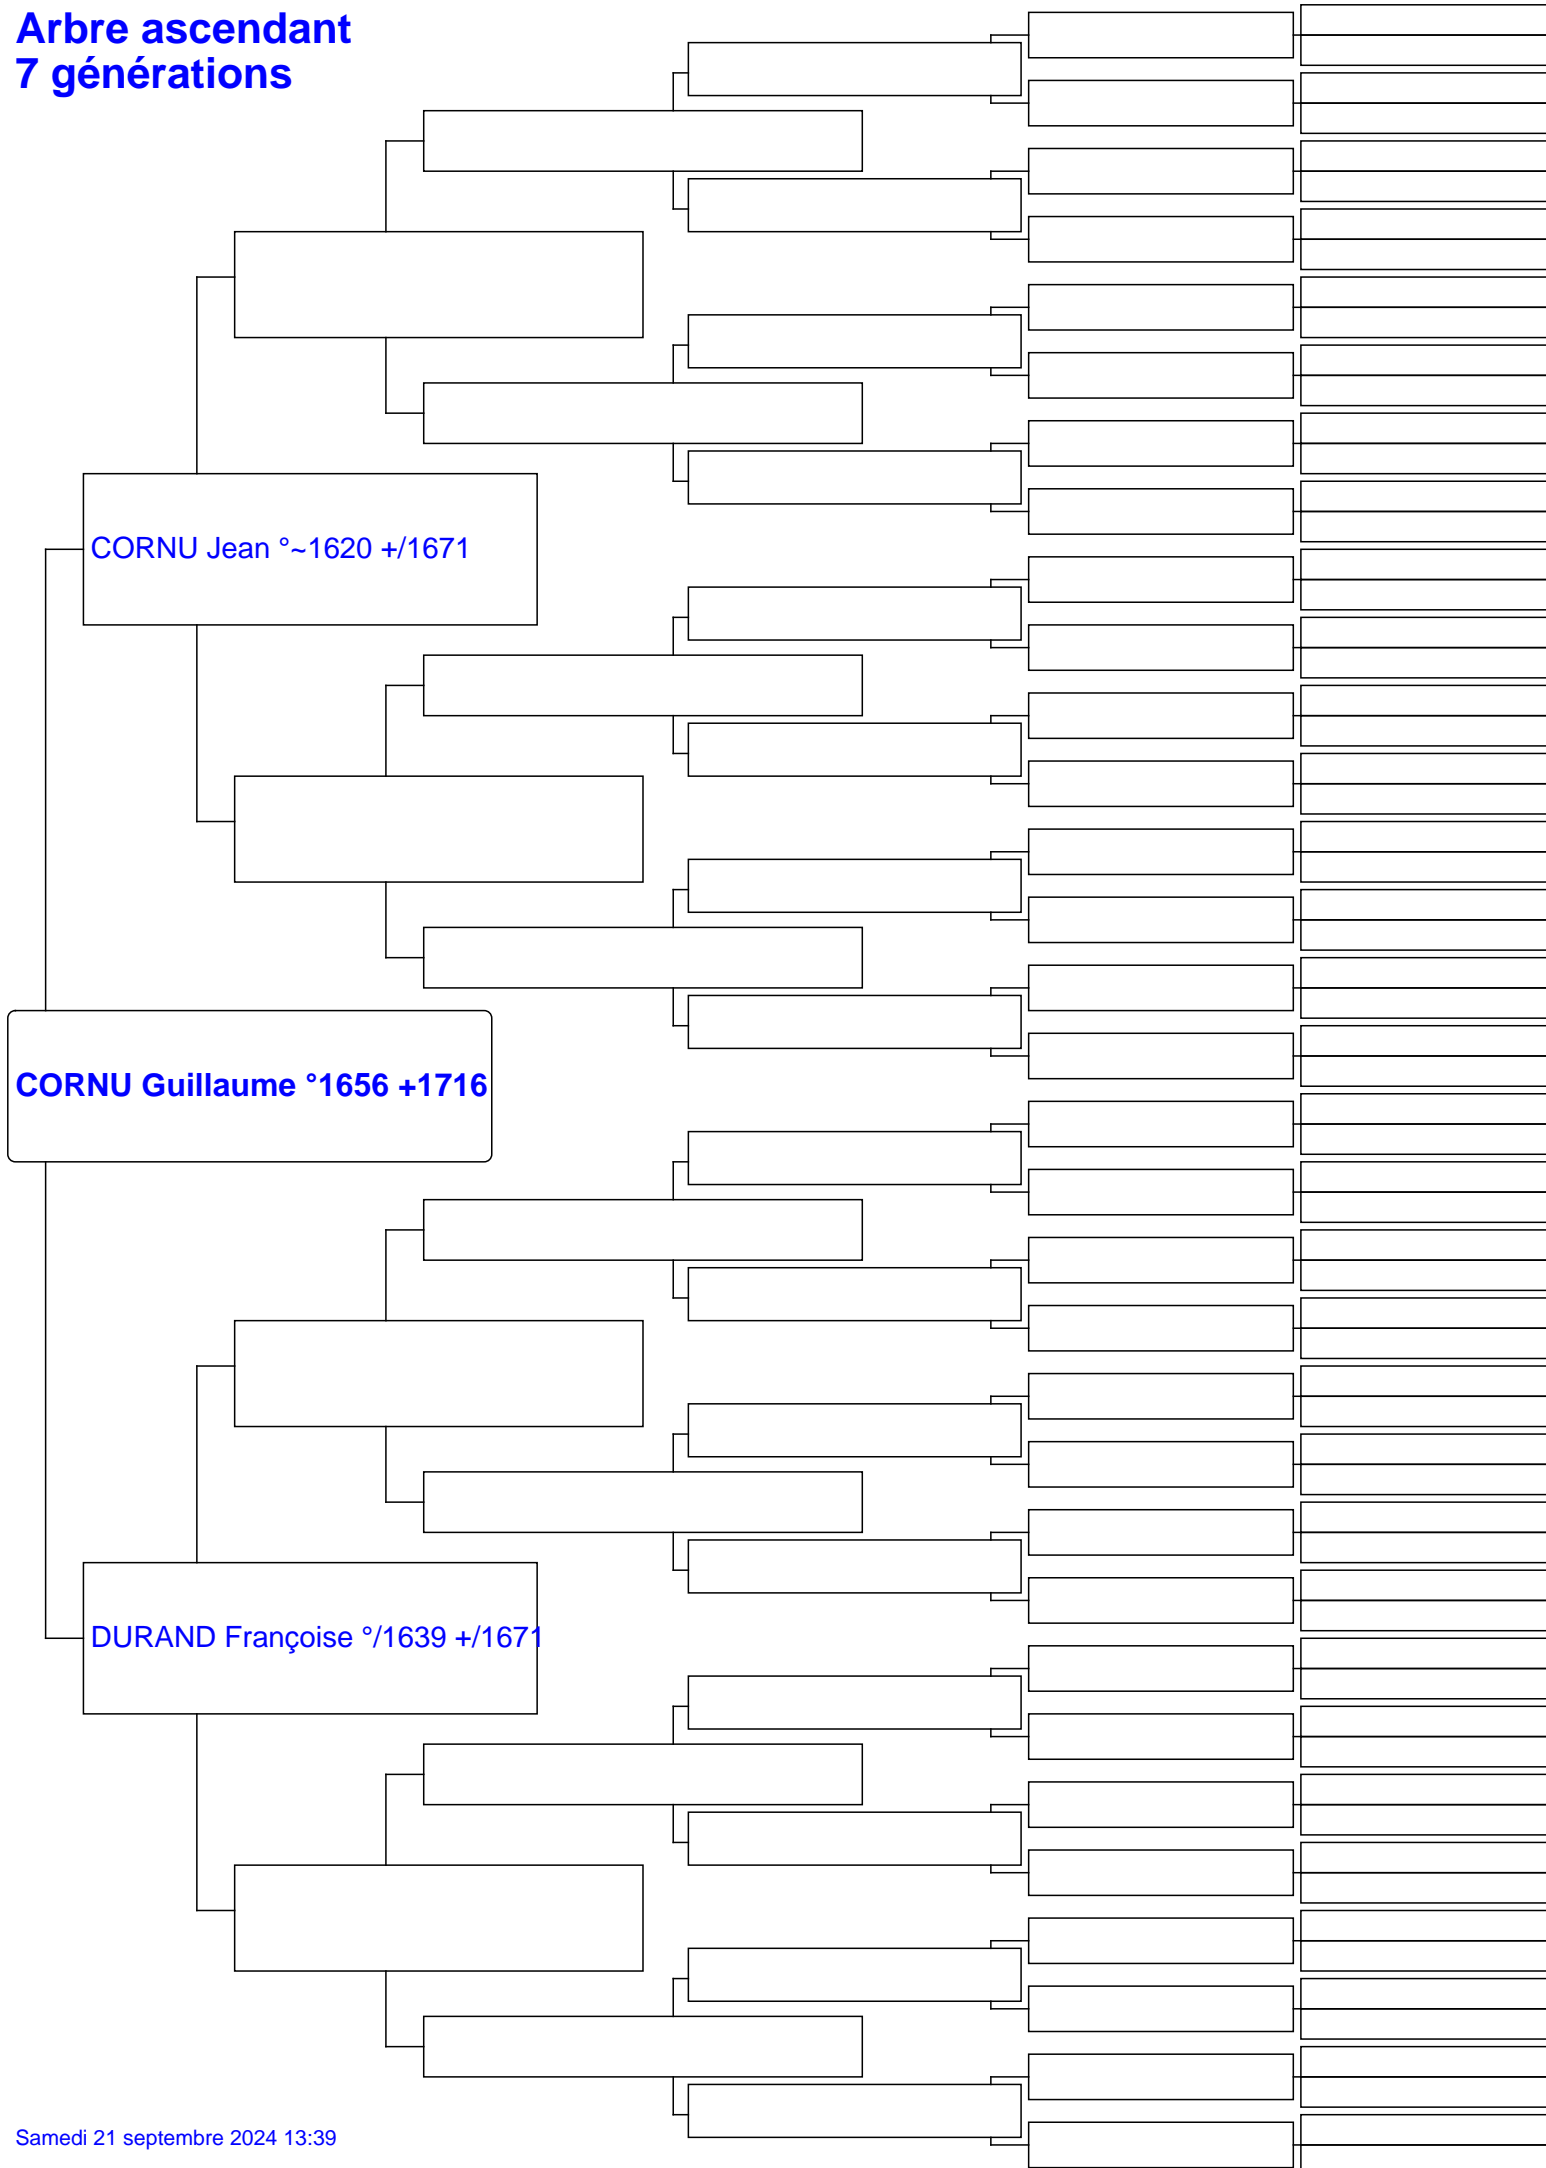 Arbre ascendant
7 générations
CORNU Jean °~1620 +/1671
CORNU Guillaume °1656 +1716
DURAND Françoise °/1639 +/1671
Samedi 21 septembre 2024 13:39